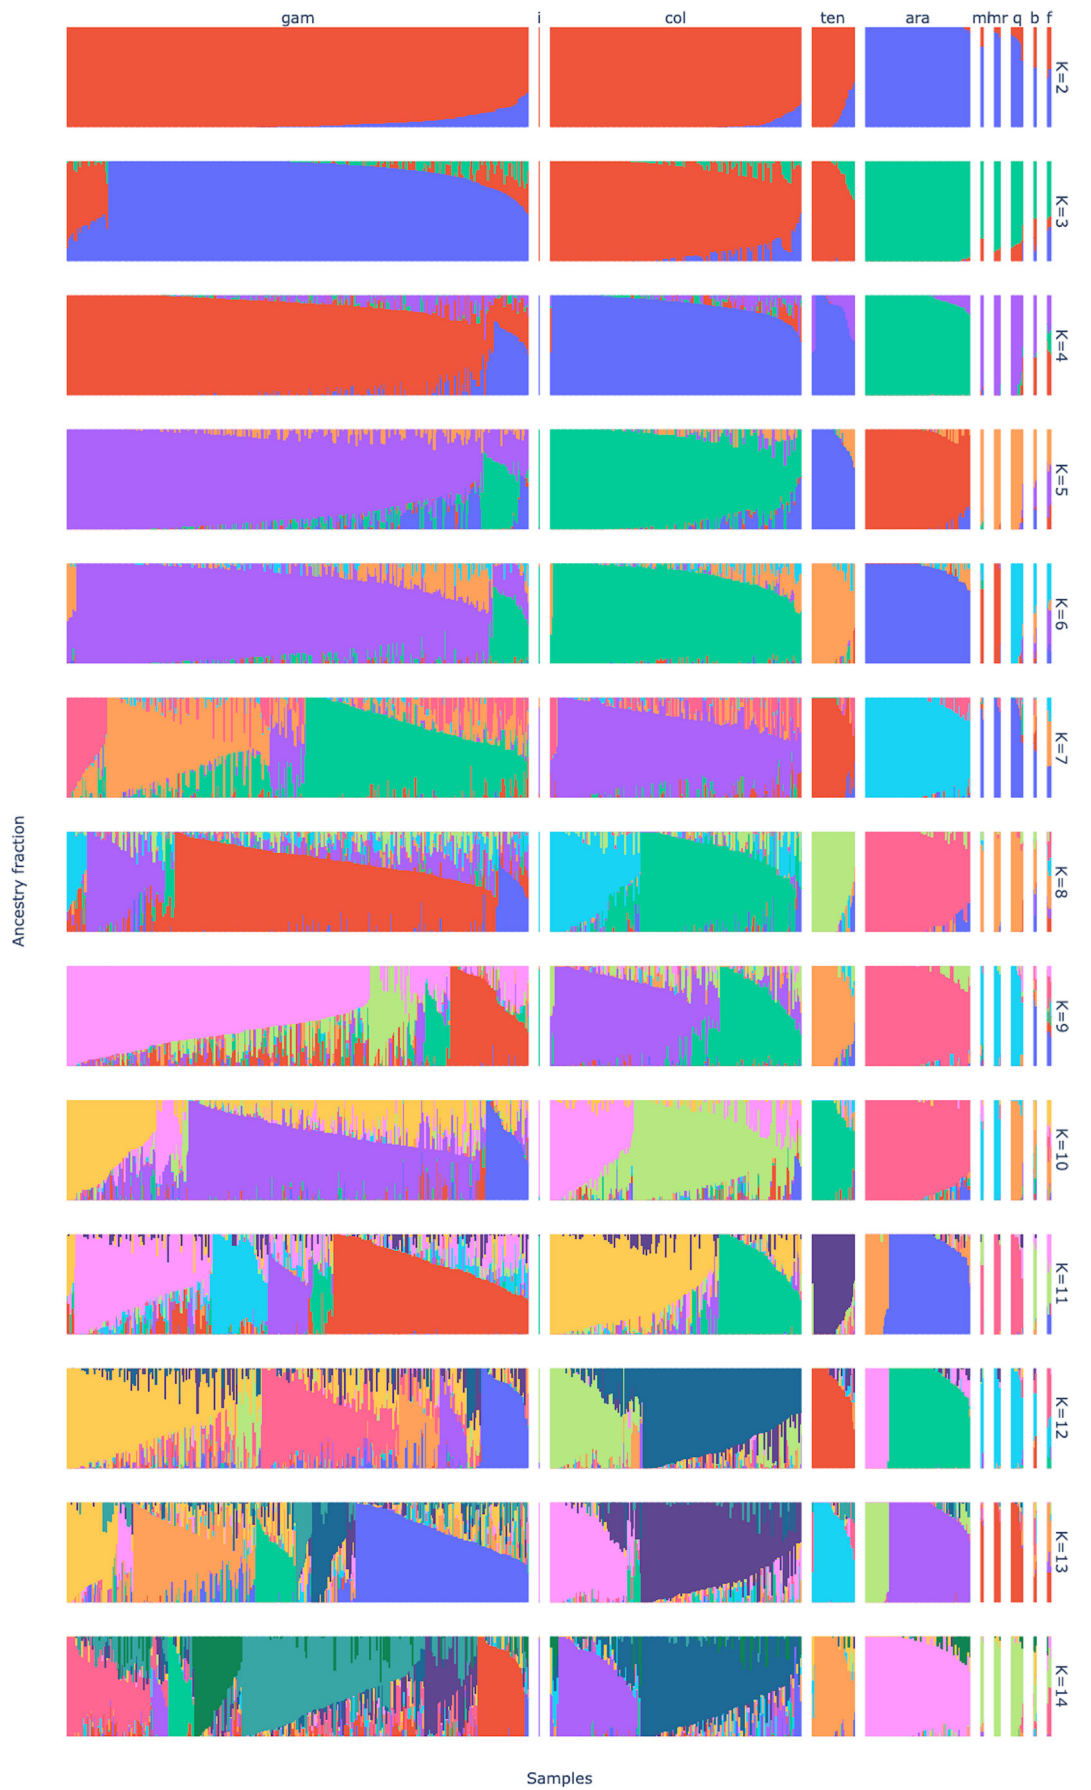 gam i col ten ara mr q b f
K=2
K=3
K=4
K=5
K=6
K=7
K=8
K=9
K=10
K=11
K=12
K=13
K=14
Ancestry fraction
Samples